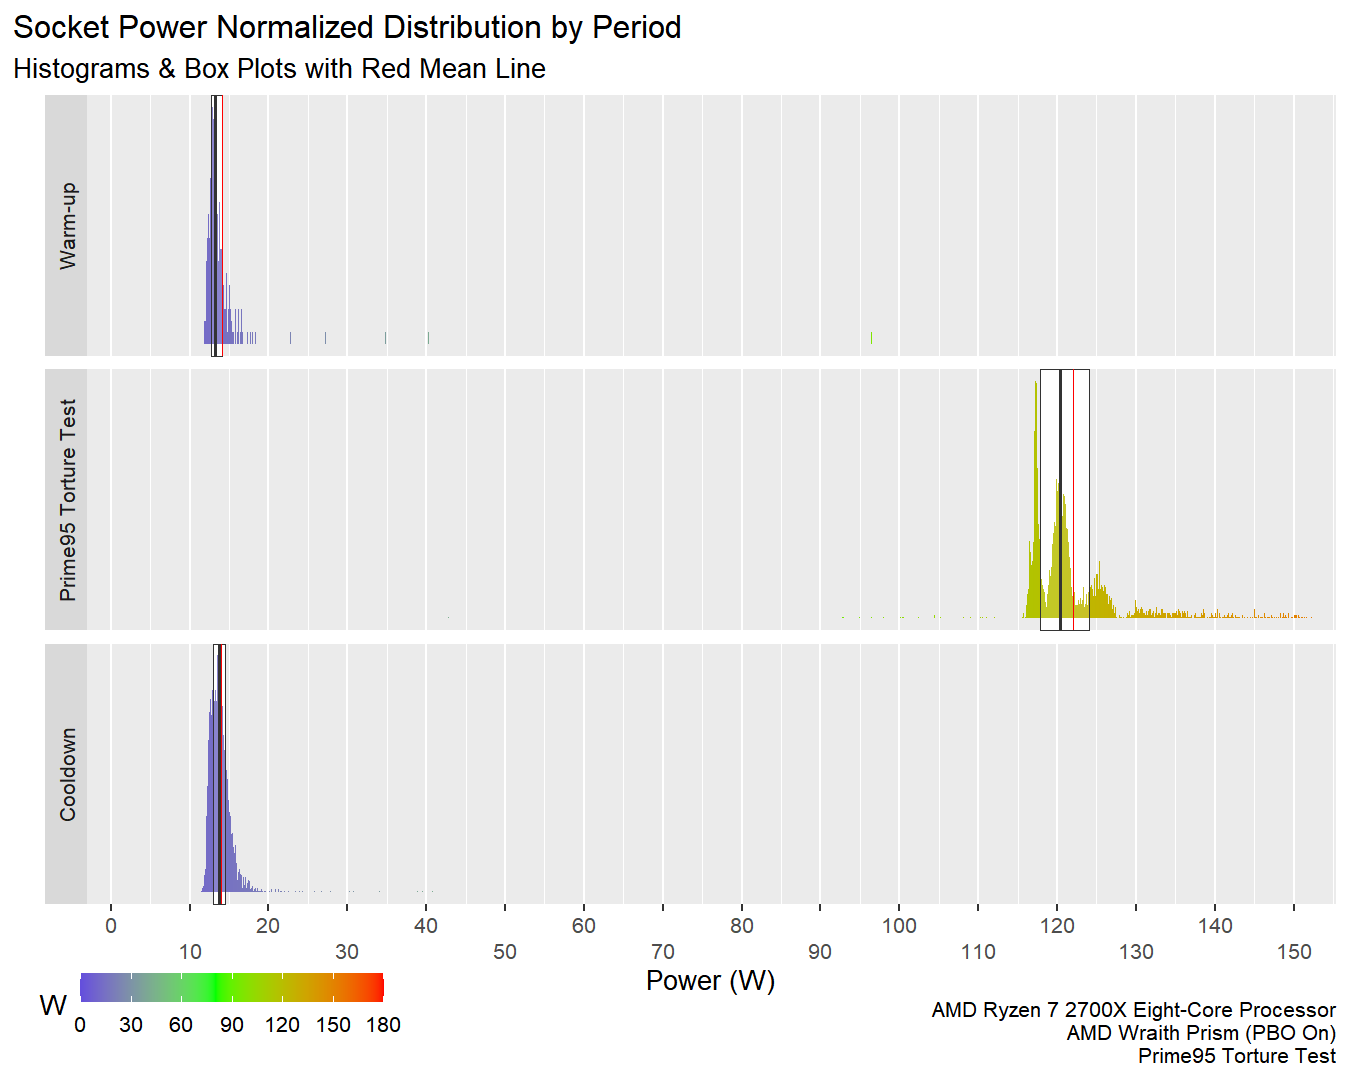 Socket Power Normalized Distribution by Period
Histograms & Box Plots with Red Mean Line
Warm-up
Prime95 Torture Test
Cooldown
0 20 40 60 80 100 120 140
10 30 50 70 90 110 130 150
Power (W)
W
0 30 60 90 120 150 180
AMD Ryzen 7 2700X Eight-Core Processor
AMD Wraith Prism (PBO On)
Prime95 Torture Test